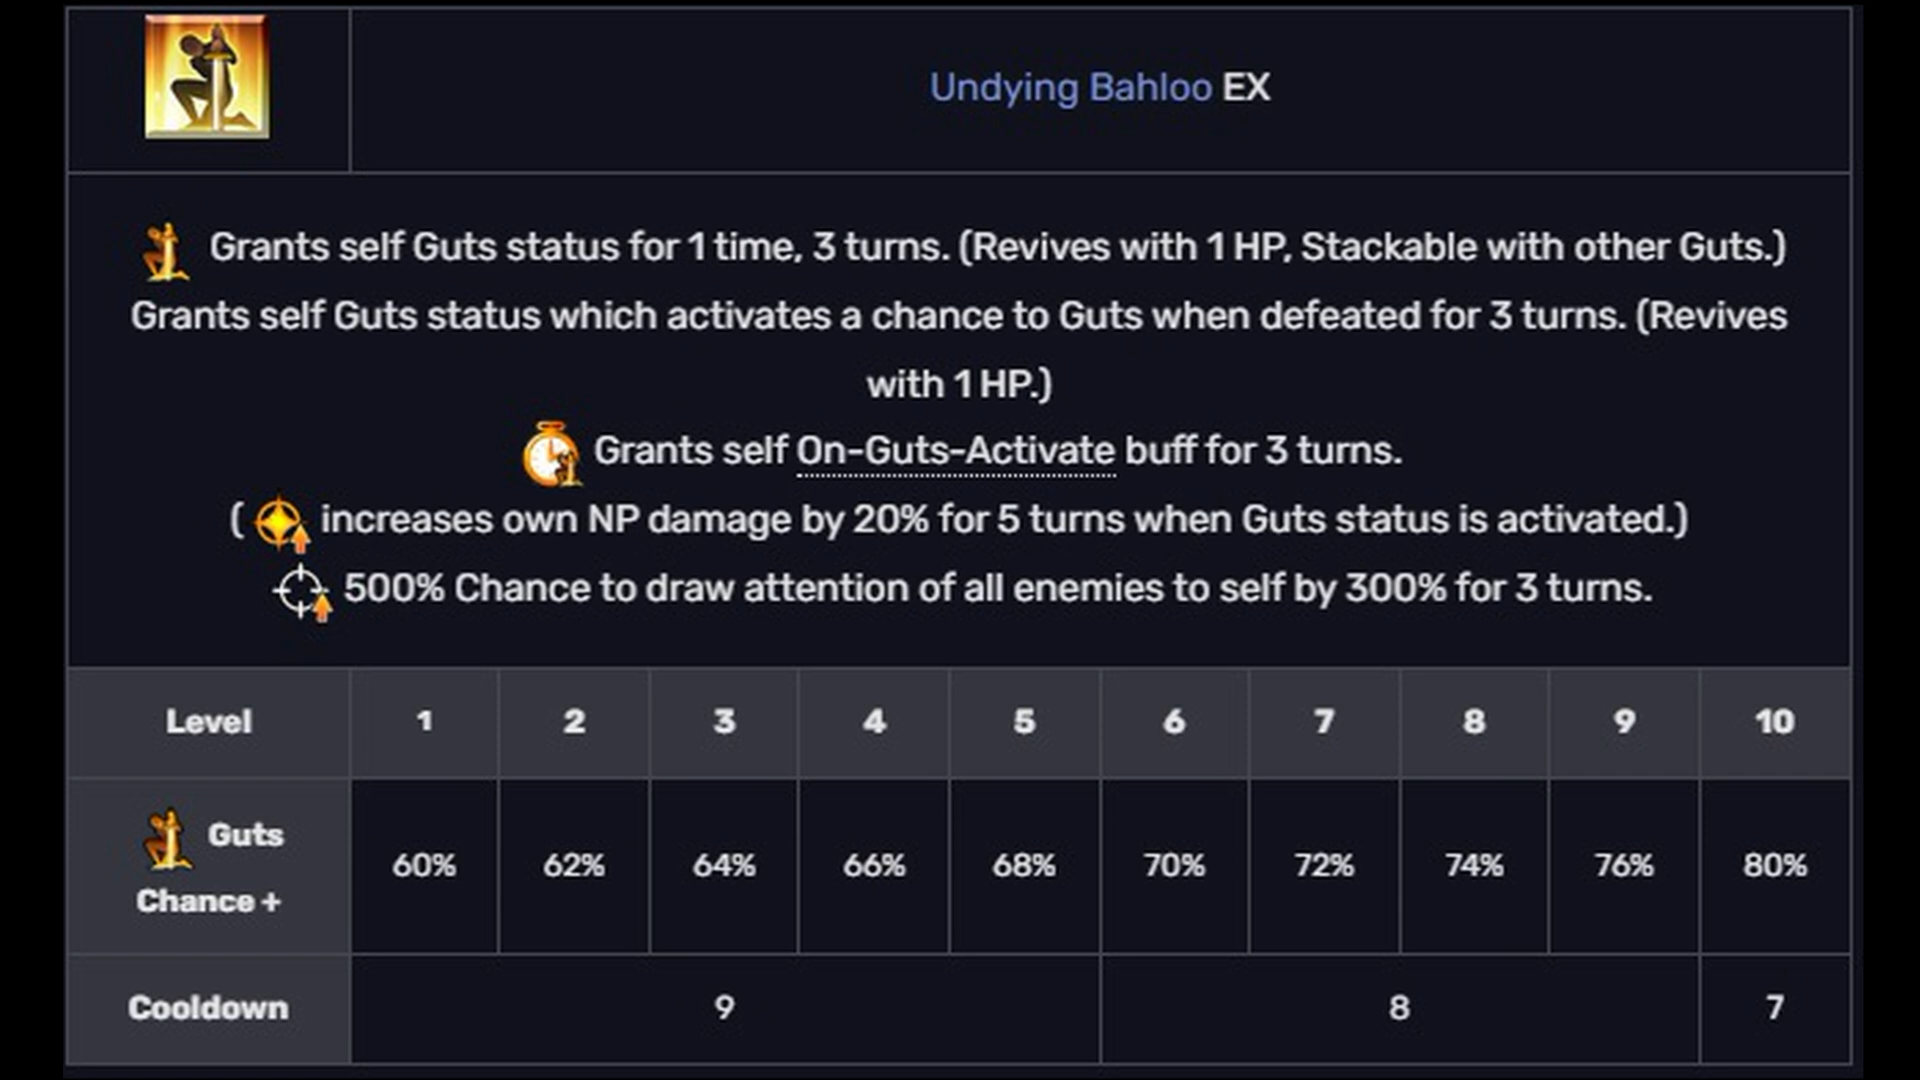 Undying Bahloo EX
Grants self Guts status for 1 time, 3 turns. (Revives with 1 HP, Stackable with other Guts.)
Grants self Guts status which activates a chance to Guts when defeated for 3 turns. (Revives
with 1 HP.)
Grants self On-Guts-Activate buff for 3 turns.
( increases own NP damage by 20% for 5 turns when Guts status is activated.)
500% Chance to draw attention of all enemies to self by 300% for 3 turns.
Level 1 2 3 4 5 6 7 8 9 10
Guts
Chance + 60% 62% 64% 66% 68% 70% 72% 74% 76% 80%
Cooldown 9 8 7